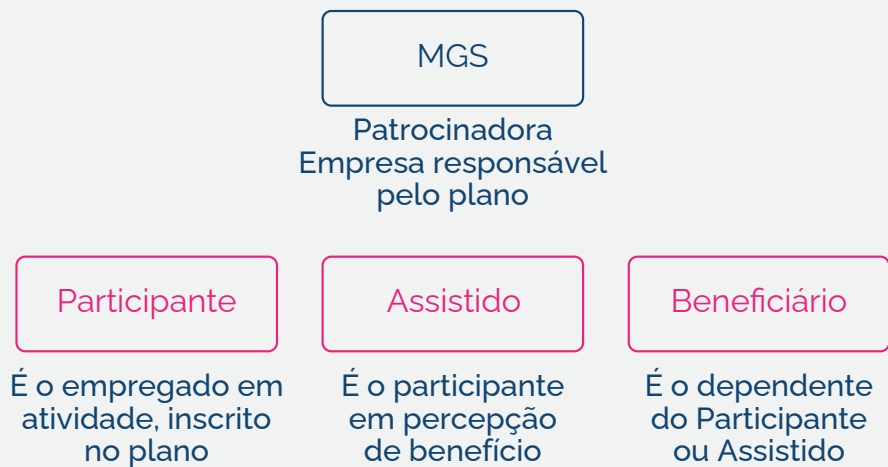 MGS
Patrocinadora
Empresa responsável
pelo plano
Participante
É o empregado em
atividade, inscrito
no plano
Assistido
É o participante
em percepção
de benefício
Beneficiário
É o dependente
do Participante
ou Assistido